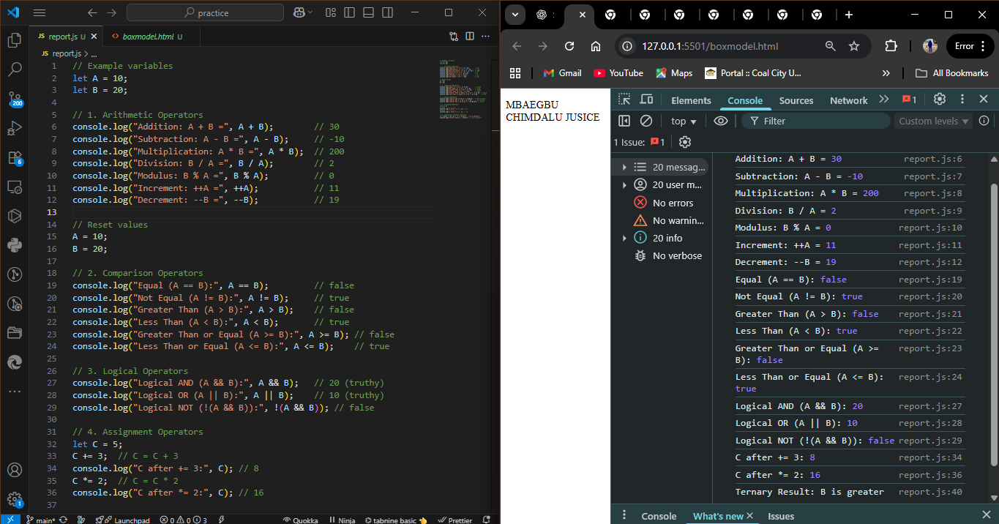 practice
JS report.js U
<> boxmodel.html U
JS report.js > ...
1 // Example variables
2 let A = 10;
3 let B = 20;
4
5 // 1. Arithmetic Operators
6 console.log("Addition: A + B =", A + B); // 30
7 console.log("Subtraction: A - B =", A - B); // -10
8 console.log("Multiplication: A * B =", A * B); // 200
9 console.log("Division: B / A =", B / A); // 2
10 console.log("Modulus: B % A =", B % A); // 0
11 console.log("Increment: ++A =", ++A); // 11
12 console.log("Decrement: --B =", --B); // 19
13
14 // Reset values
15 A = 10;
16 B = 20;
17
18 // 2. Comparison Operators
19 console.log("Equal (A == B):", A == B); // false
20 console.log("Not Equal (A != B):", A != B); // true
21 console.log("Greater Than (A > B):", A > B); // false
22 console.log("Less Than (A < B):", A < B); // true
23 console.log("Greater Than or Equal (A >= B):", A >= B); // false
24 console.log("Less Than or Equal (A <= B):", A <= B); // true
25
26 // 3. Logical Operators
27 console.log("Logical AND (A && B):", A && B); // 20 (truthy)
28 console.log("Logical OR (A || B):", A || B); // 10 (truthy)
29 console.log("Logical NOT (!(A && B)):", !(A && B)); // false
30
31 // 4. Assignment Operators
32 let C = 5;
33 C += 3; // C = C + 3
34 console.log("C after += 3:", C); // 8
35 C *= 2; // C = C * 2
36 console.log("C after *= 2:", C); // 16
37
200
6
1
main* Launchpad 0 0 3 Quokka Ninja tabnine basic Prettier
127.0.0.1:5501/boxmodel.html
Error
Gmail YouTube Maps Portal :: Coal City U... » All Bookmarks
MBAEGBU
CHIMDALU JUSICE
Elements Console Sources Network 1
top Filter Custom levels
1 Issue: 1
20 messag...
20 user m...
No errors
No warnin...
20 info
No verbose
Addition: A + B = 30 report.js:6
Subtraction: A - B = -10 report.js:7
Multiplication: A * B = 200 report.js:8
Division: B / A = 2 report.js:9
Modulus: B % A = 0 report.js:10
Increment: ++A = 11 report.js:11
Decrement: --B = 19 report.js:12
Equal (A == B): false report.js:19
Not Equal (A != B): true report.js:20
Greater Than (A > B): false report.js:21
Less Than (A < B): true report.js:22
Greater Than or Equal (A >= report.js:23
B): false
Less Than or Equal (A <= B): report.js:24
true
Logical AND (A && B): 20 report.js:27
Logical OR (A || B): 10 report.js:28
Logical NOT (!(A && B)): false report.js:29
C after += 3: 8 report.js:34
C after *= 2: 16 report.js:36
Ternary Result: B is greater report.js:40
Console What's new Issues